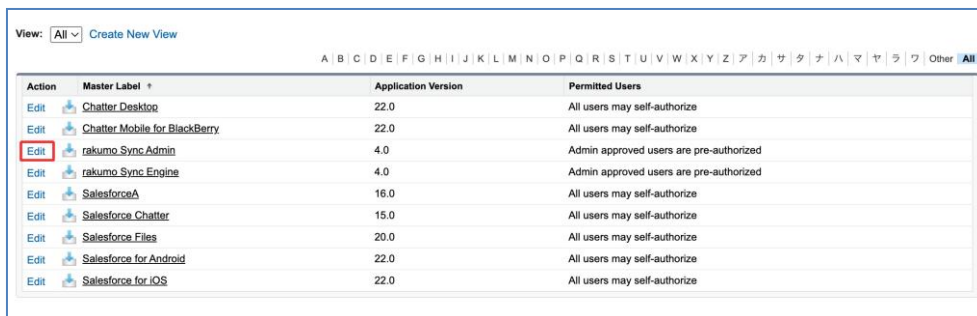 View: All Create New View
A B C D E F G H I J K L M N O P Q R S T U V W X Y Z ア カ サ タ ナ ハ マ ヤ ラ ワ Other All
Action Master Label ↑ Application Version Permitted Users
Edit Chatter Desktop 22.0 All users may self-authorize
Edit Chatter Mobile for BlackBerry 22.0 All users may self-authorize
Edit rakumo Sync Admin 4.0 Admin approved users are pre-authorized
Edit rakumo Sync Engine 4.0 Admin approved users are pre-authorized
Edit SalesforceA 16.0 All users may self-authorize
Edit Salesforce Chatter 15.0 All users may self-authorize
Edit Salesforce Files 20.0 All users may self-authorize
Edit Salesforce for Android 22.0 All users may self-authorize
Edit Salesforce for iOS 22.0 All users may self-authorize